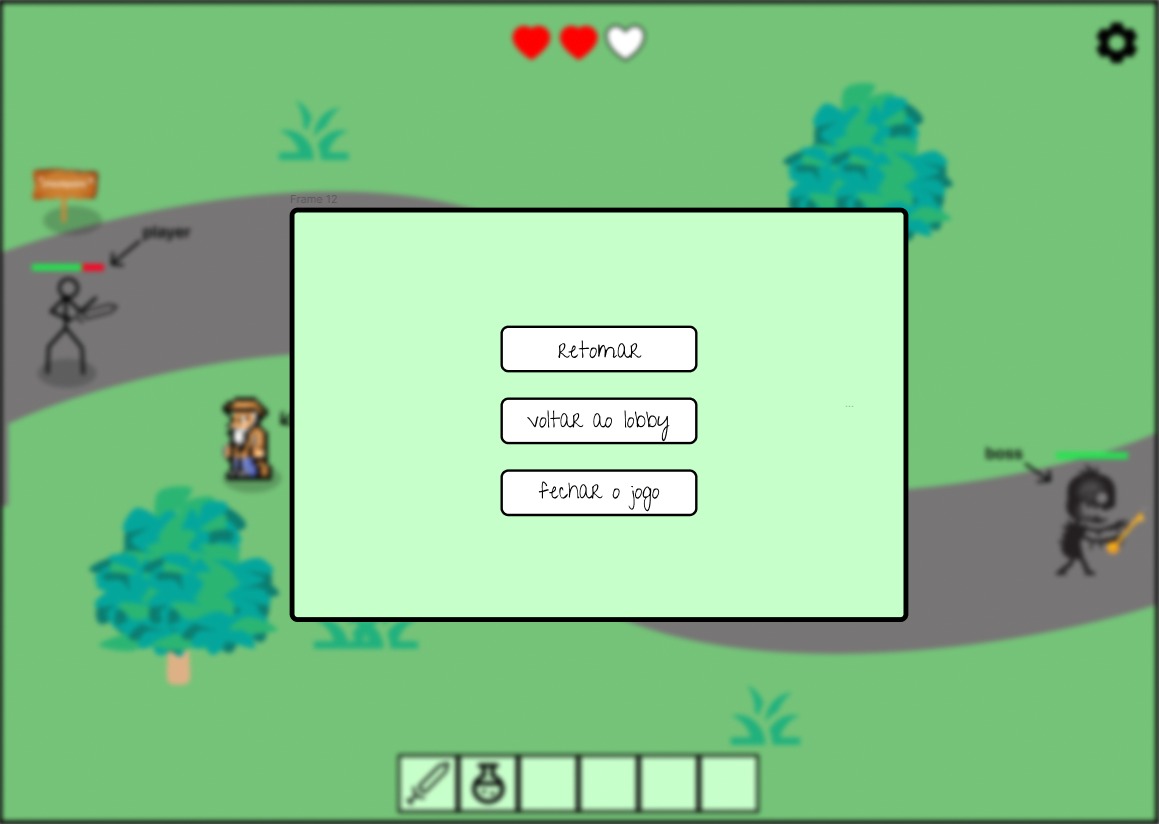 Frame 12
player
boss
retomar
voltar ao lobby
fechar o jogo
...